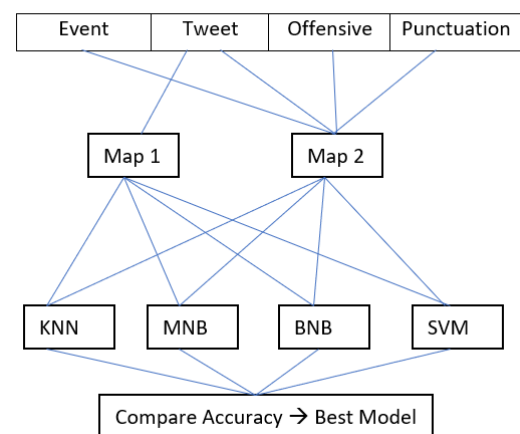 Event Tweet Offensive Punctuation
Map 1 Map 2
KNN MNB BNB SVM
Compare Accuracy → Best Model